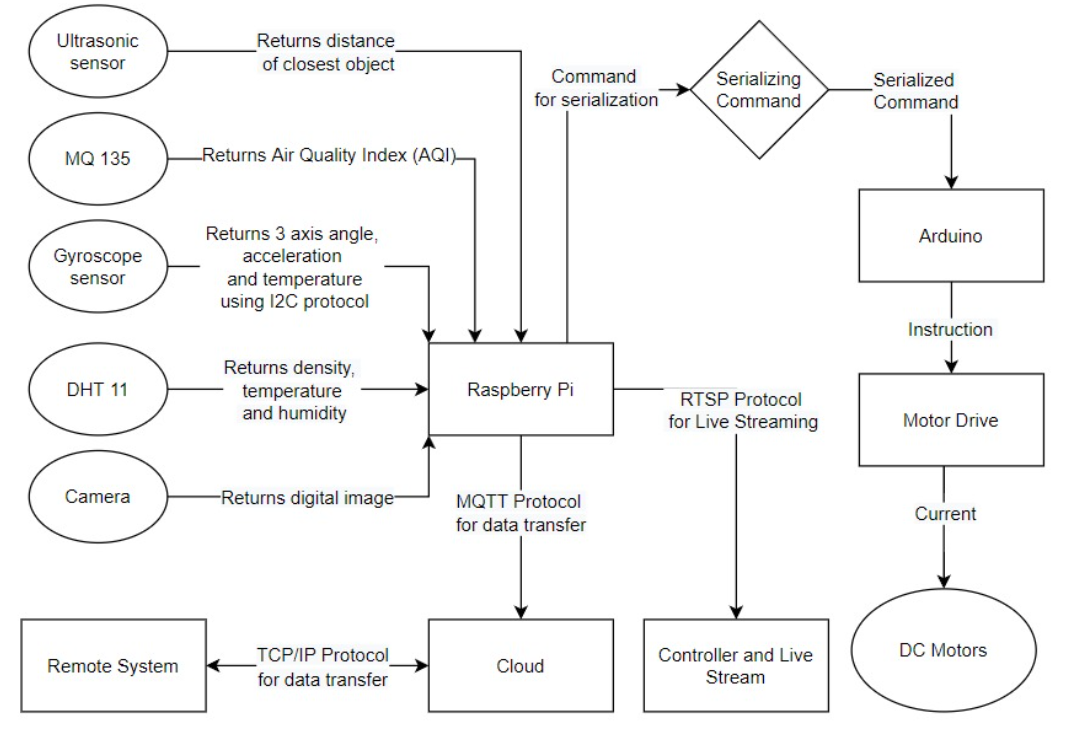 Ultrasonic
sensor
Returns distance
of closest object
Command
for serialization
Serializing
Command
Serialized
Command
MQ 135
Returns Air Quality Index (AQI)
Gyroscope
sensor
Returns 3 axis angle,
acceleration
and temperature
using I2C protocol
Arduino
Instruction
DHT 11
Returns density,
temperature
and humidity
Raspberry Pi
RTSP Protocol
for Live Streaming
Motor Drive
Camera
Returns digital image
MQTT Protocol
for data transfer
Current
Remote System
TCP/IP Protocol
for data transfer
Cloud
Controller and Live
Stream
DC Motors